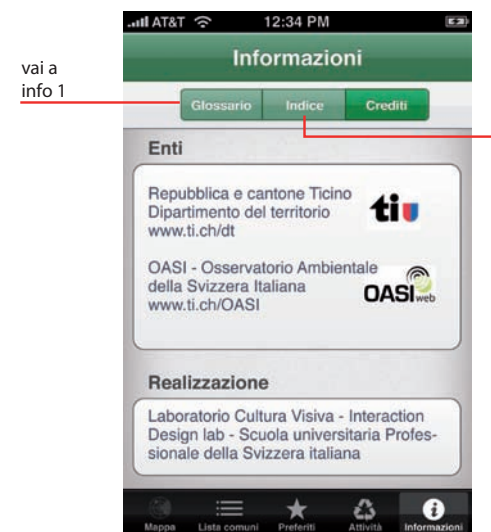 AT&T 12:34 PM
Informazioni
vai a
info 1
Glossario Indice Crediti
Enti
Repubblica e cantone Ticino
Dipartimento del territorio
www.ti.ch/dt
ti
OASI - Osservatorio Ambientale
della Svizzera Italiana
www.ti.ch/OASI
OASI web
Realizzazione
Laboratorio Cultura Visiva - Interaction
Design lab - Scuola universitaria Profes-
sionale della Svizzera italiana
Mappa Lista comuni Preferiti Attività Informazioni